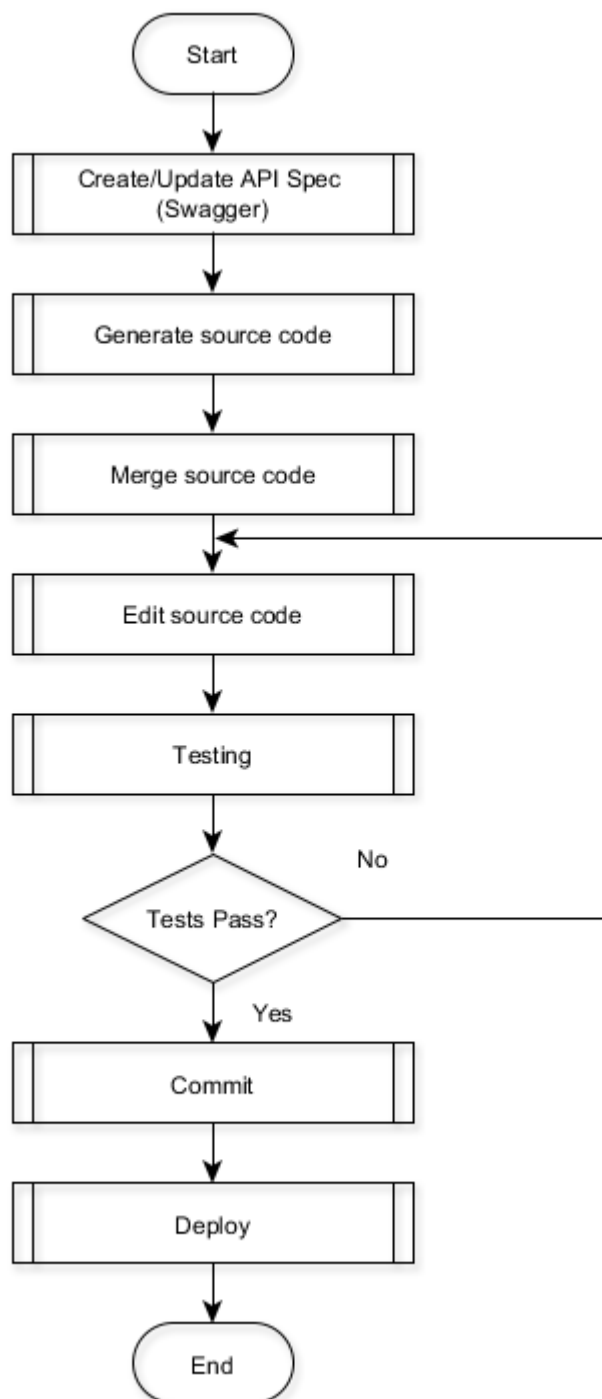 Start
Create/Update API Spec
(Swagger)
Generate source code
Merge source code
Edit source code
Testing
No
Tests Pass?
Yes
Commit
Deploy
End